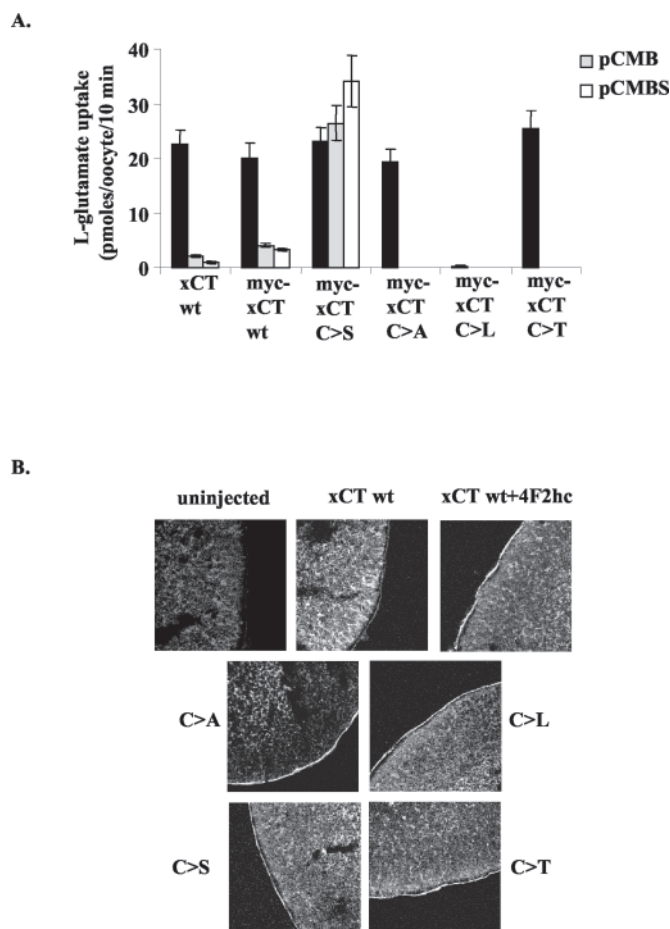 A.
L-glutamate uptake
(pmoles/oocyte/10 min
40
30
20
10
0
pCMB
pCMBS
xCT
wt
myc-
xCT
wt
myc-
xCT
C>S
myc-
xCT
C>A
myc-
xCT
C>L
myc-
xCT
C>T
B.
uninjected
xCT wt
xCT wt+4F2hc
C>A
C>L
C>S
C>T